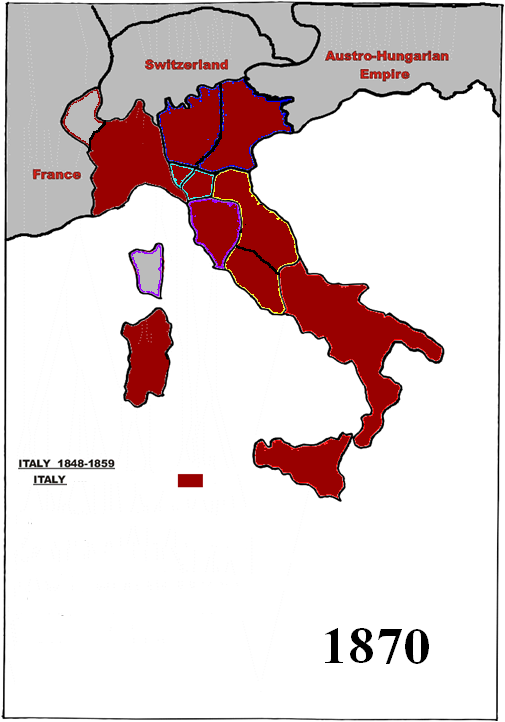 Switzerland
Austro-Hungarian
Empire
France
ITALY 1848-1859
ITALY
1870